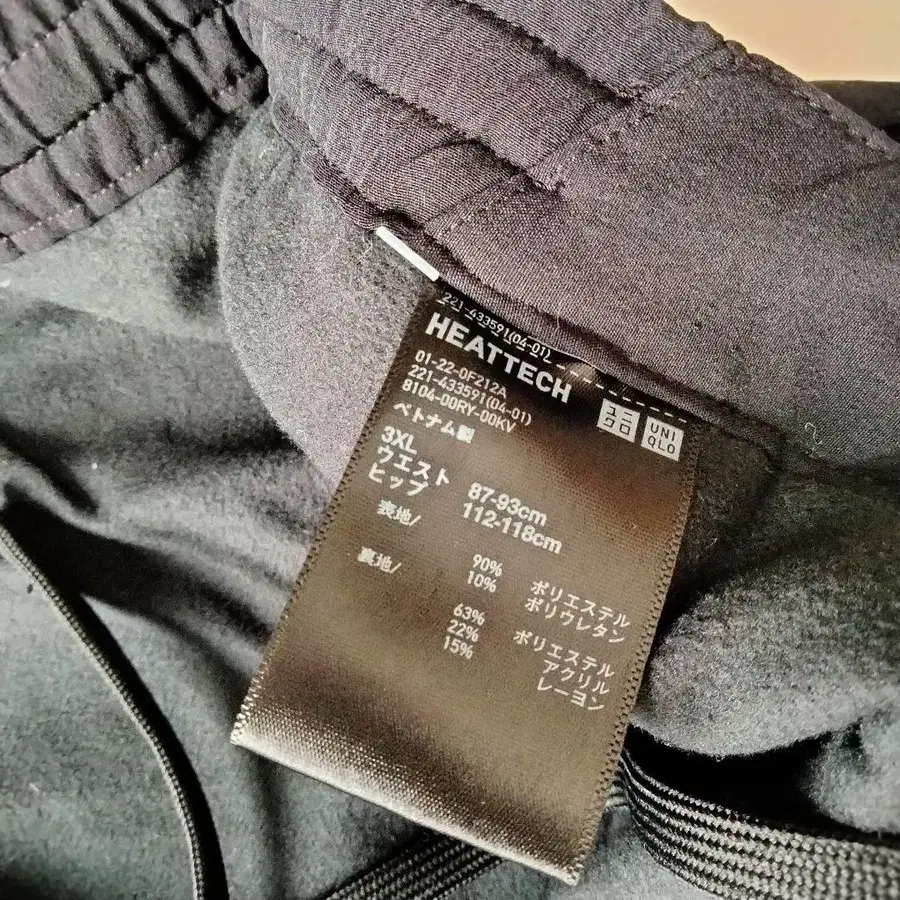 221-433591(04-01)
HEATTECH
ユニ
クロ
UNI
QLO
01-22-0F212A
221-433591(04-01)
8104-00RY-00KV
ベトナム製
3XL
ウエスト 87-93cm
ヒップ 112-118cm
表地/
90% ポリエステル
10% ポリウレタン
裏地/
63% ポリエステル
22% アクリル
15% レーヨン